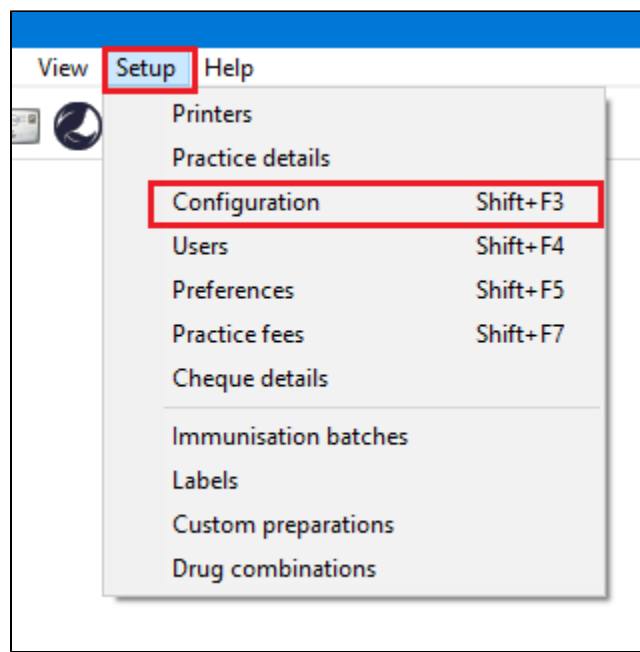 View Setup Help
Printers
Practice details
Configuration Shift+F3
Users Shift+F4
Preferences Shift+F5
Practice fees Shift+F7
Cheque details
Immunisation batches
Labels
Custom preparations
Drug combinations